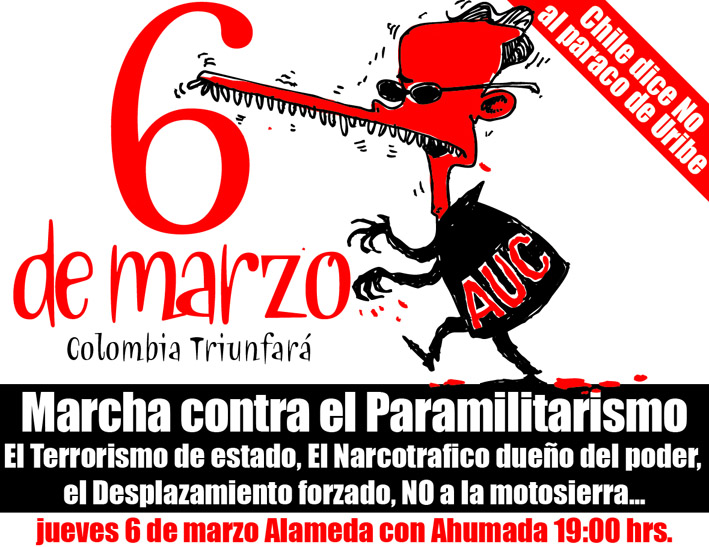 6
de marzo
Colombia Triunfará
Chile dice No
al paraco de Uribe
AUC
Marcha contra el Paramilitarismo
El Terrorismo de estado, El Narcotrafico dueño del poder,
el Desplazamiento forzado, NO a la motosierra...
jueves 6 de marzo Alameda con Ahumada 19:00 hrs.